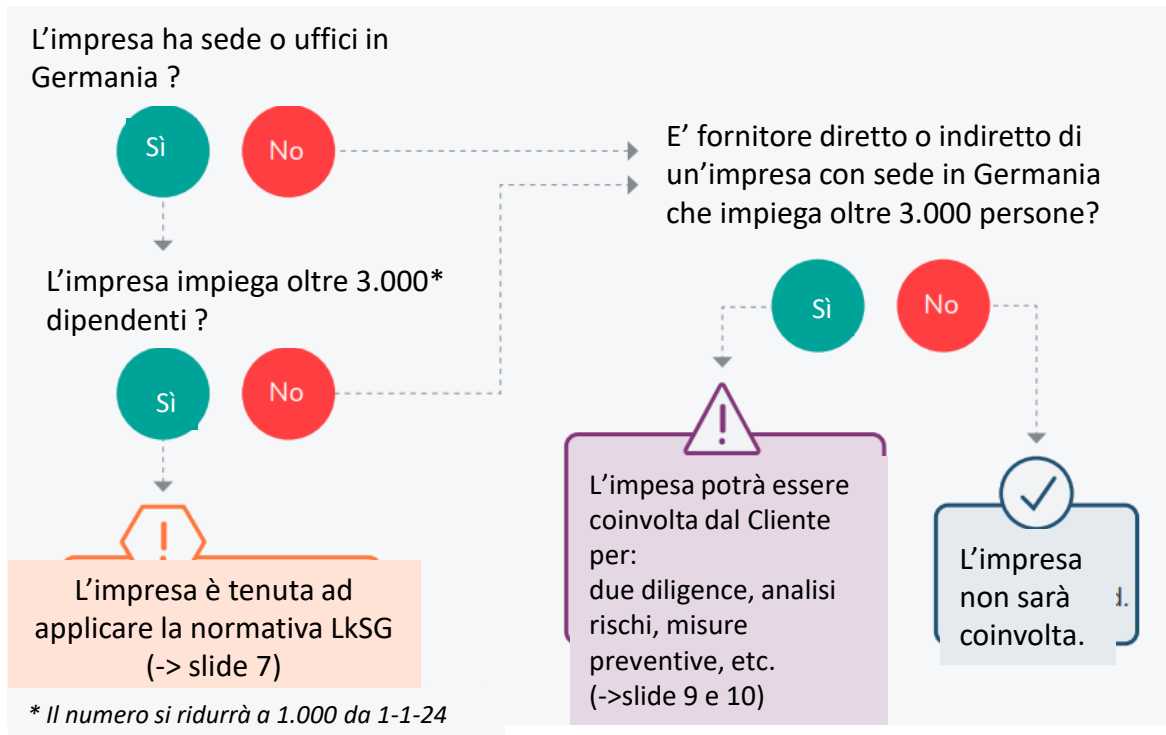 L'impresa ha sede o uffici in
Germania ?
Sì
No
E' fornitore diretto o indiretto di
un'impresa con sede in Germania
che impiega oltre 3.000 persone?
L'impresa impiega oltre 3.000*
dipendenti ?
Sì
No
Sì
No
L'impresa è tenuta ad
applicare la normativa LkSG
(-> slide 7)
L'impesa potrà essere
coinvolta dal Cliente
per:
due diligence, analisi
rischi, misure
preventive, etc.
(->slide 9 e 10)
L'impresa
non sarà
coinvolta.
d.
* Il numero si ridurrà a 1.000 da 1-1-24